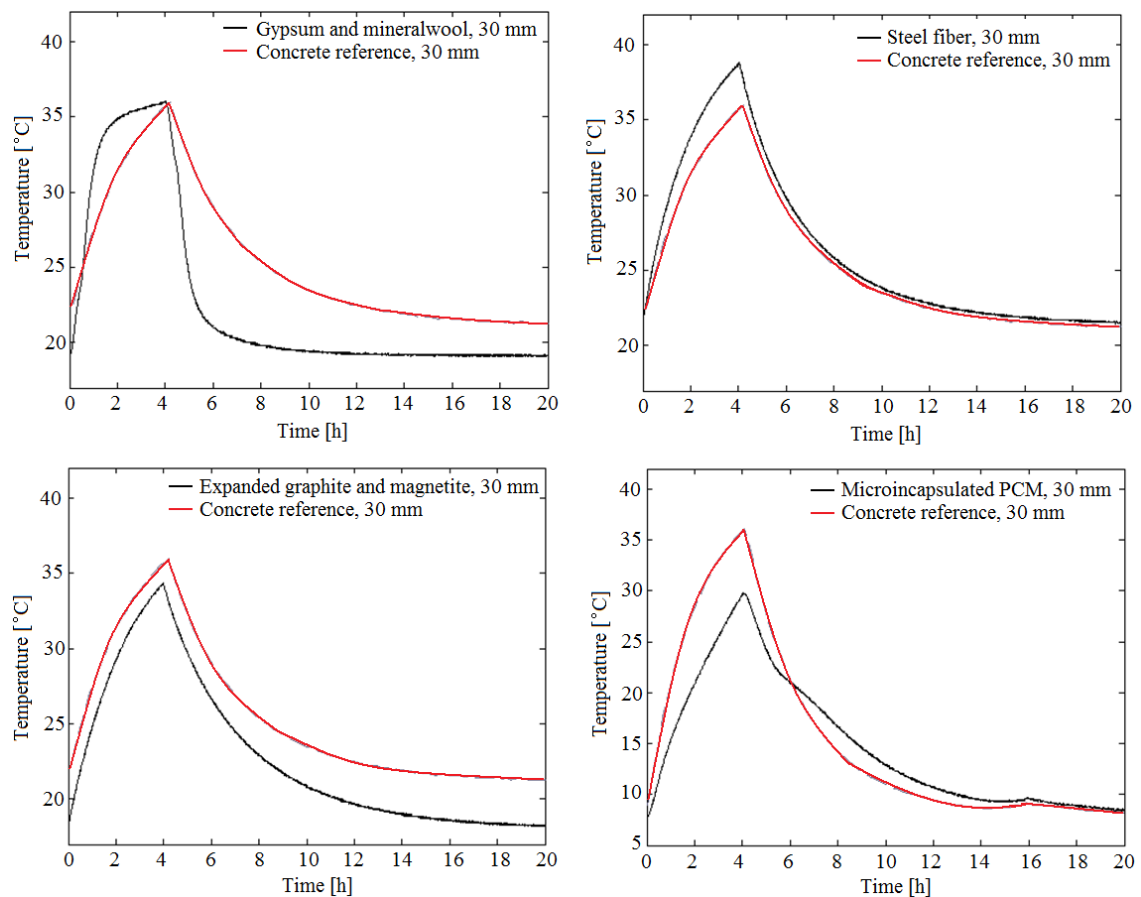 Gypsum and mineralwool, 30 mm
Concrete reference, 30 mm
Temperature [°C]
40
35
30
25
20
0 2 4 6 8 10 12 14 16 18 20
Time [h]
Steel fiber, 30 mm
Concrete reference, 30 mm
Temperature [°C]
40
35
30
25
20
0 2 4 6 8 10 12 14 16 18 20
Time [h]
Expanded graphite and magnetite, 30 mm
Concrete reference, 30 mm
Temperature [°C]
40
35
30
25
20
0 2 4 6 8 10 12 14 16 18 20
Time [h]
Microincapsulated PCM, 30 mm
Concrete reference, 30 mm
Temperature [°C]
40
35
30
25
20
15
10
5
0 2 4 6 8 10 12 14 16 18 20
Time [h]